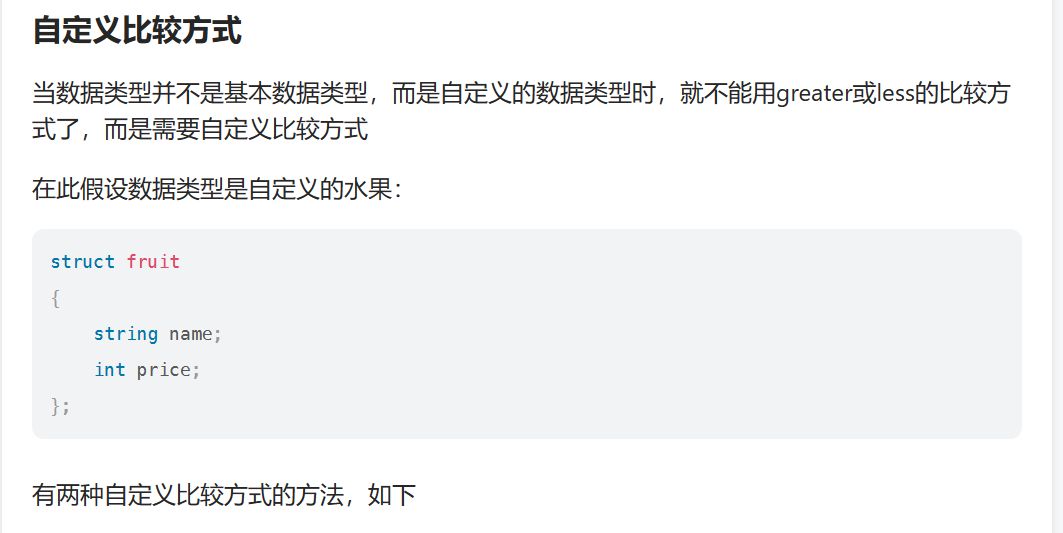 自定义比较方式
当数据类型并不是基本数据类型，而是自定义的数据类型时，就不能用greater或less的比较方
式了，而是需要自定义比较方式
在此假设数据类型是自定义的水果：
struct fruit
{
    string name;
    int price;
};
有两种自定义比较方式的方法，如下